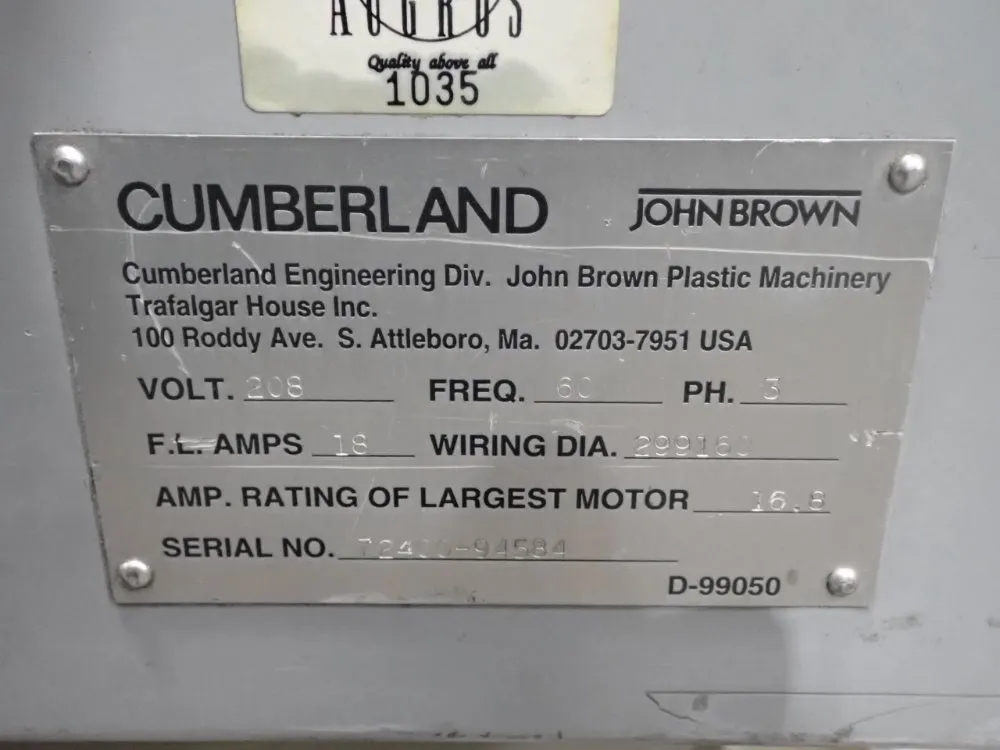 Quality above all
1035
CUMBERLAND JOHN BROWN
Cumberland Engineering Div. John Brown Plastic Machinery
Trafalgar House Inc.
100 Roddy Ave. S. Attleboro, Ma. 02703-7951 USA
VOLT. 208 FREQ. 60 PH. 3
F.L. AMPS 18 WIRING DIA. 299160
AMP. RATING OF LARGEST MOTOR 16.8
SERIAL NO.
D-99050